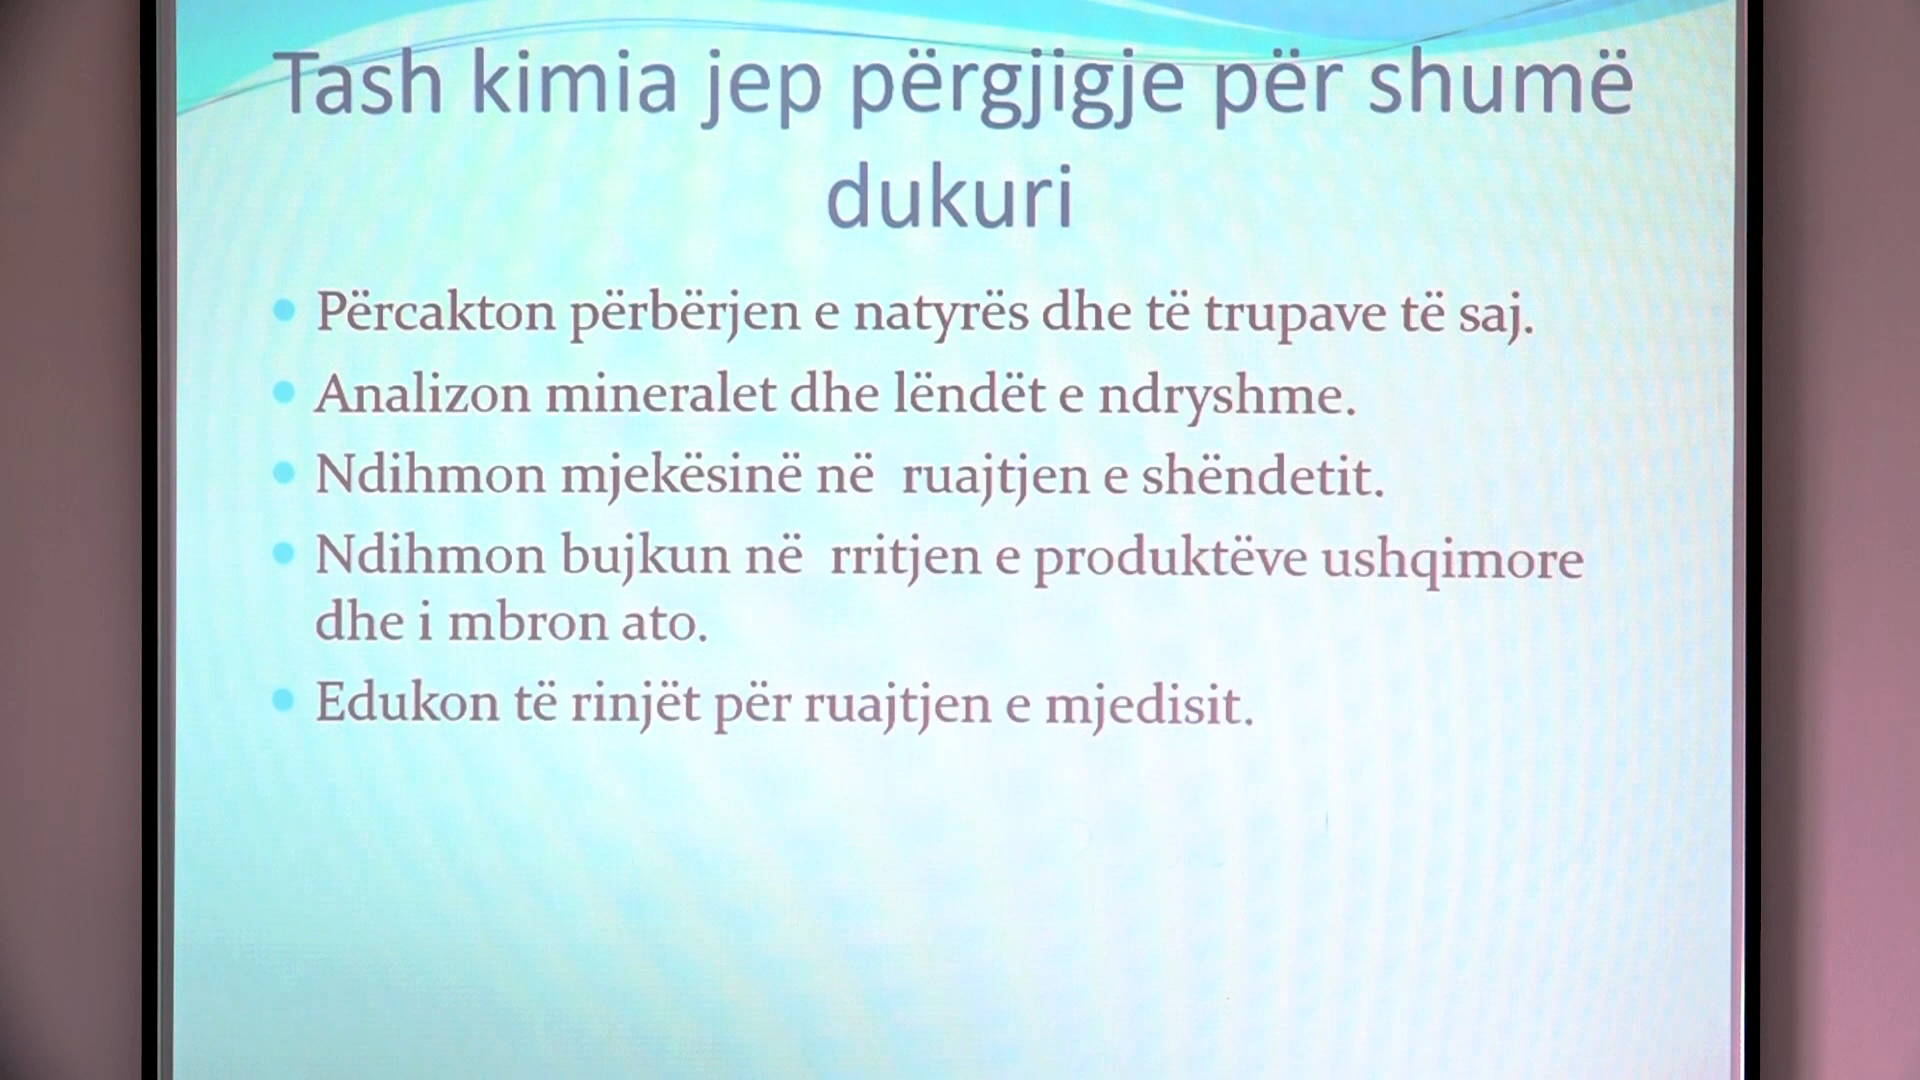 Tash kimia jep përgjigje për shumë
dukuri
• Përcakton përbërjen e natyrës dhe të trupave të saj.
• Analizon mineralet dhe lëndët e ndryshme.
• Ndihmon mjekësinë në ruajtjen e shëndetit.
• Ndihmon bujkun në rritjen e produktëve ushqimore
dhe i mbron ato.
• Edukon të rinjët për ruajtjen e mjedisit.